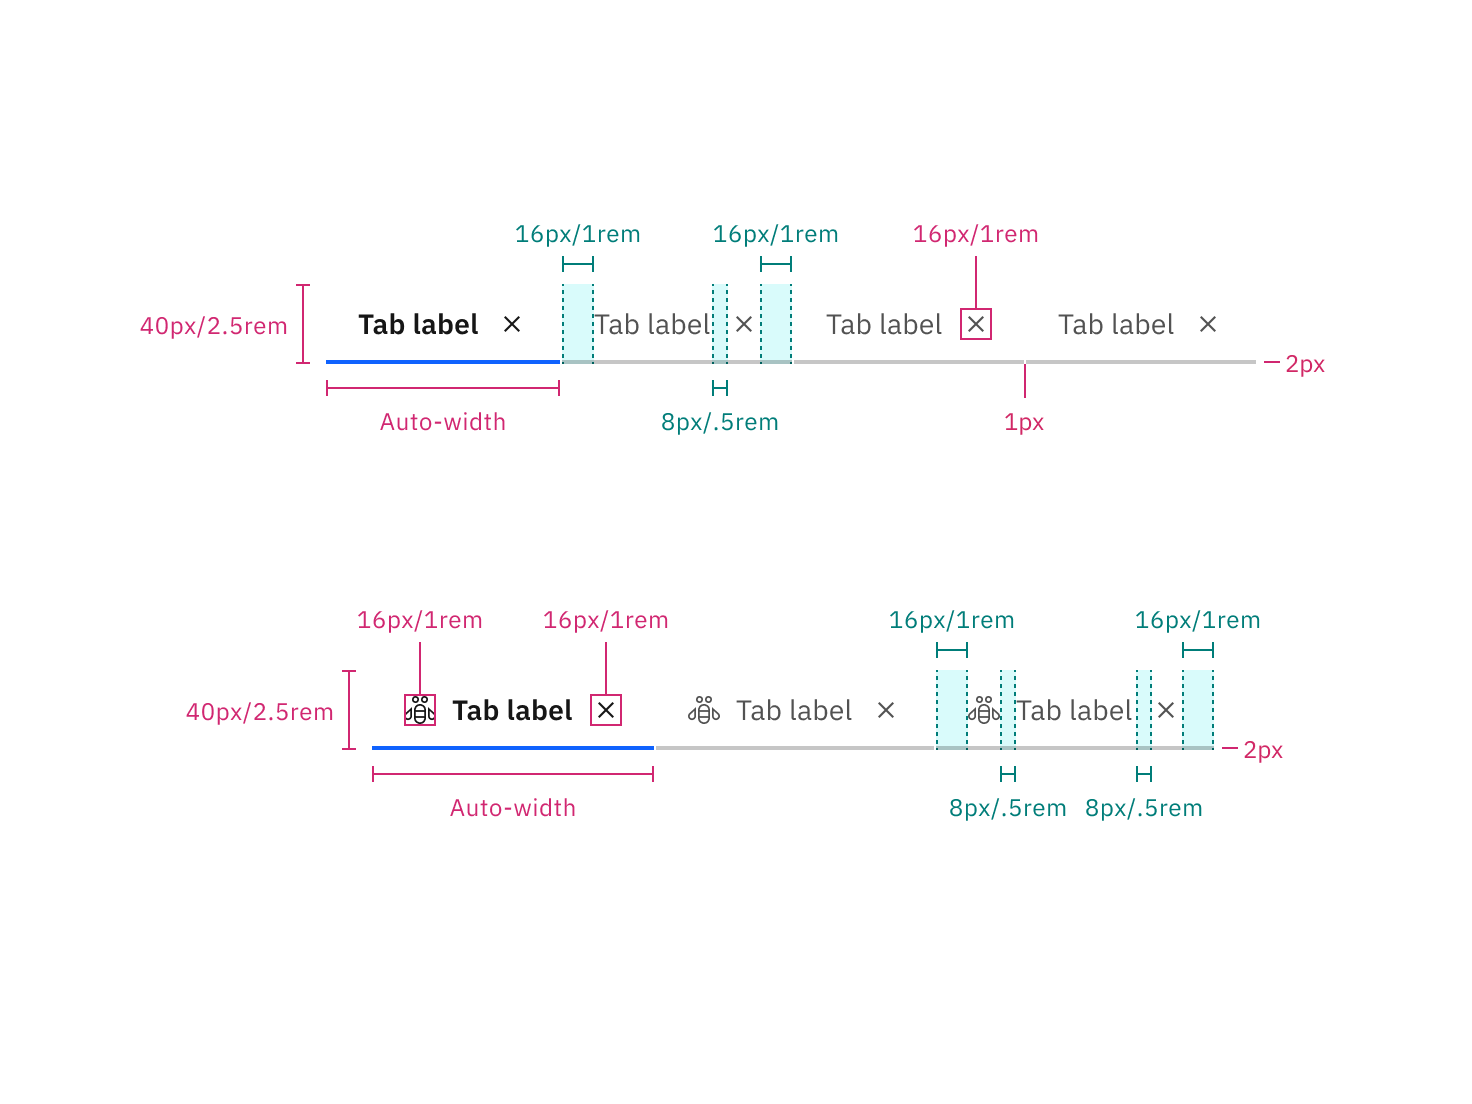 16px/1rem 16px/1rem 16px/1rem
40px/2.5rem Tab label Tab label Tab label Tab label
2px
Auto-width 8px/.5rem 1px
16px/1rem 16px/1rem 16px/1rem 16px/1rem
40px/2.5rem Tab label Tab label Tab label
2px
Auto-width 8px/.5rem 8px/.5rem